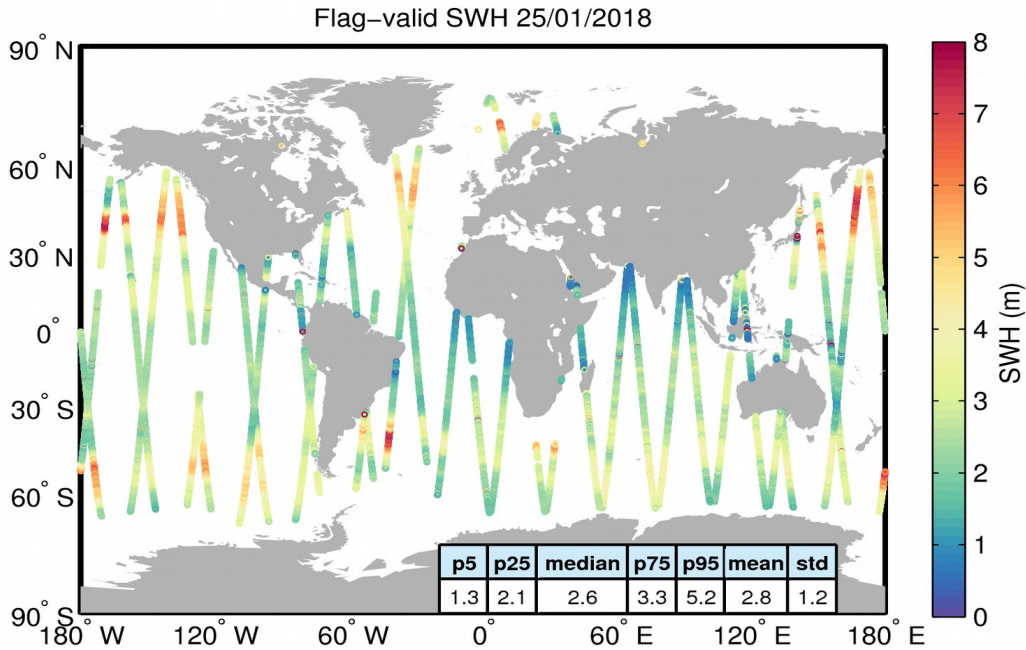 Flag−valid SWH 25/01/2018
90° N
60° N
30° N
0°
30° S
60° S
90° S
180° W
120° W
60° W
0°
60° E
120° E
180° E
p5 p25 median p75 p95 mean std
1.3 2.1 2.6 3.3 5.2 2.8 1.2
8
7
6
5
4
3
2
1
0
SWH (m)